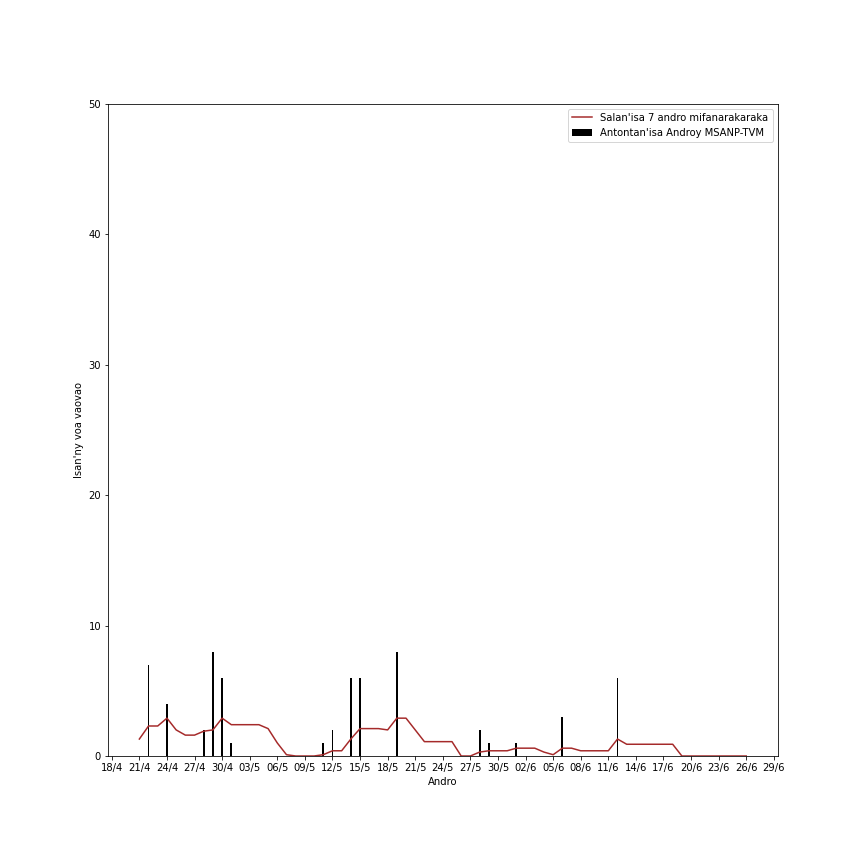 50
Salan'isa 7 andro mifanarakaraka
Antontan'isa Androy MSANP-TVM
40
30
Isan'ny voa vaovao
20
10
0
18/4 21/4 24/4 27/4 30/4 03/5 06/5 09/5 12/5 15/5 18/5 21/5 24/5 27/5 30/5 02/6 05/6 08/6 11/6 14/6 17/6 20/6 23/6 26/6 29/6
Andro